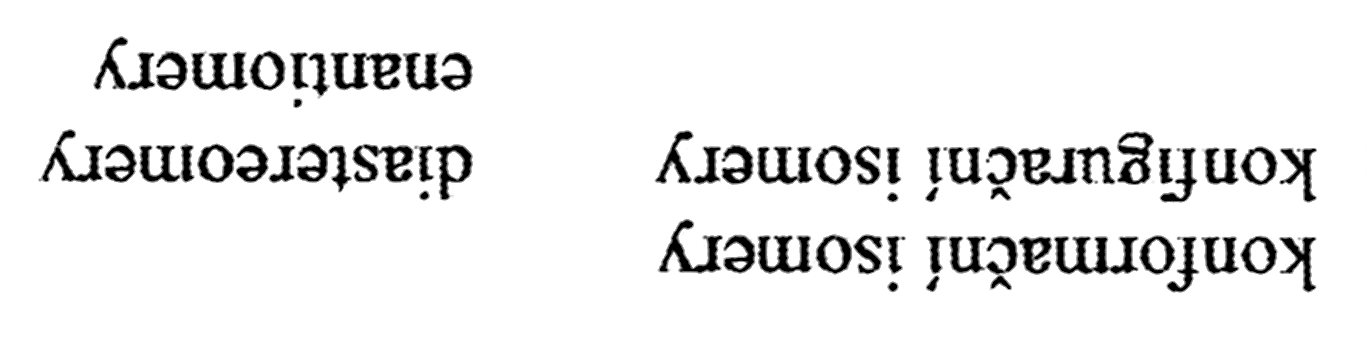 konformační isomery
konfigurační isomery diastereomery
enantiomery